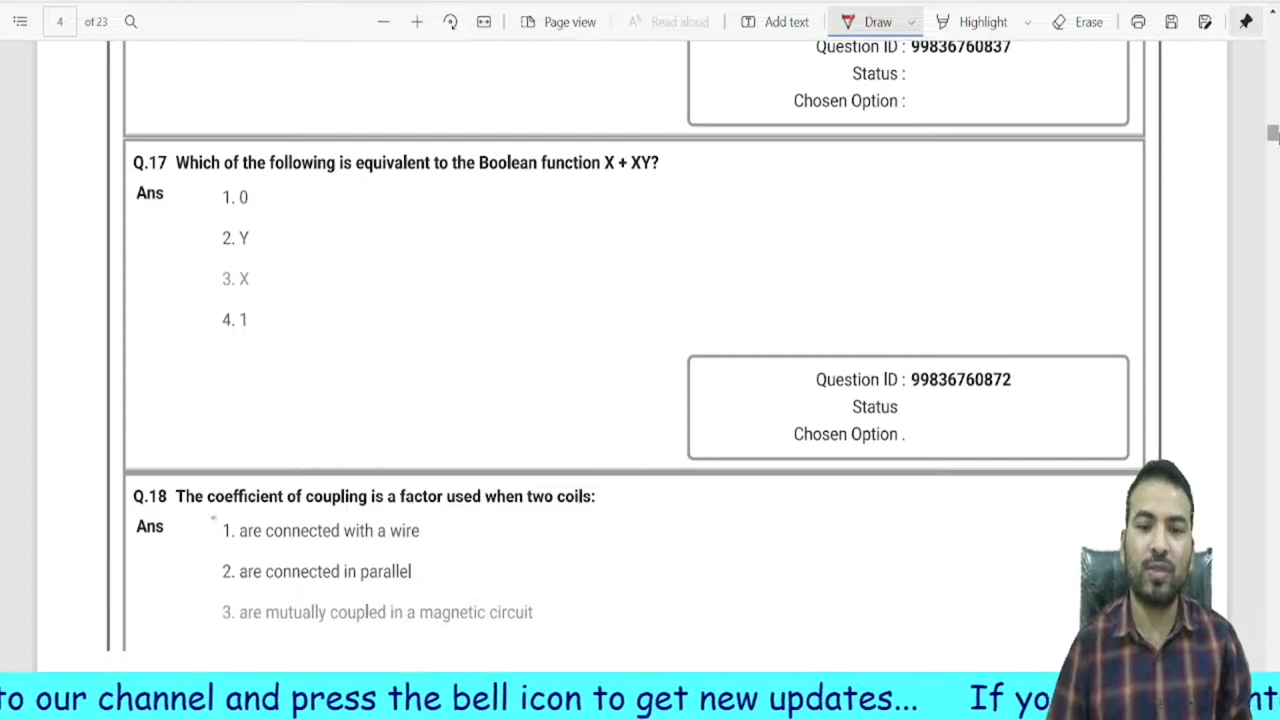 4 of 23 Page view Read aloud Add text Draw Highlight Erase
Question ID : 99836760837
Status :
Chosen Option :
Q.17 Which of the following is equivalent to the Boolean function X + XY?
Ans
1. 0
2. Y
3. X
4. 1
Question ID : 99836760872
Status
Chosen Option .
Q.18 The coefficient of coupling is a factor used when two coils:
Ans
1. are connected with a wire
2. are connected in parallel
3. are mutually coupled in a magnetic circuit
to our channel and press the bell icon to get new updates... If yo